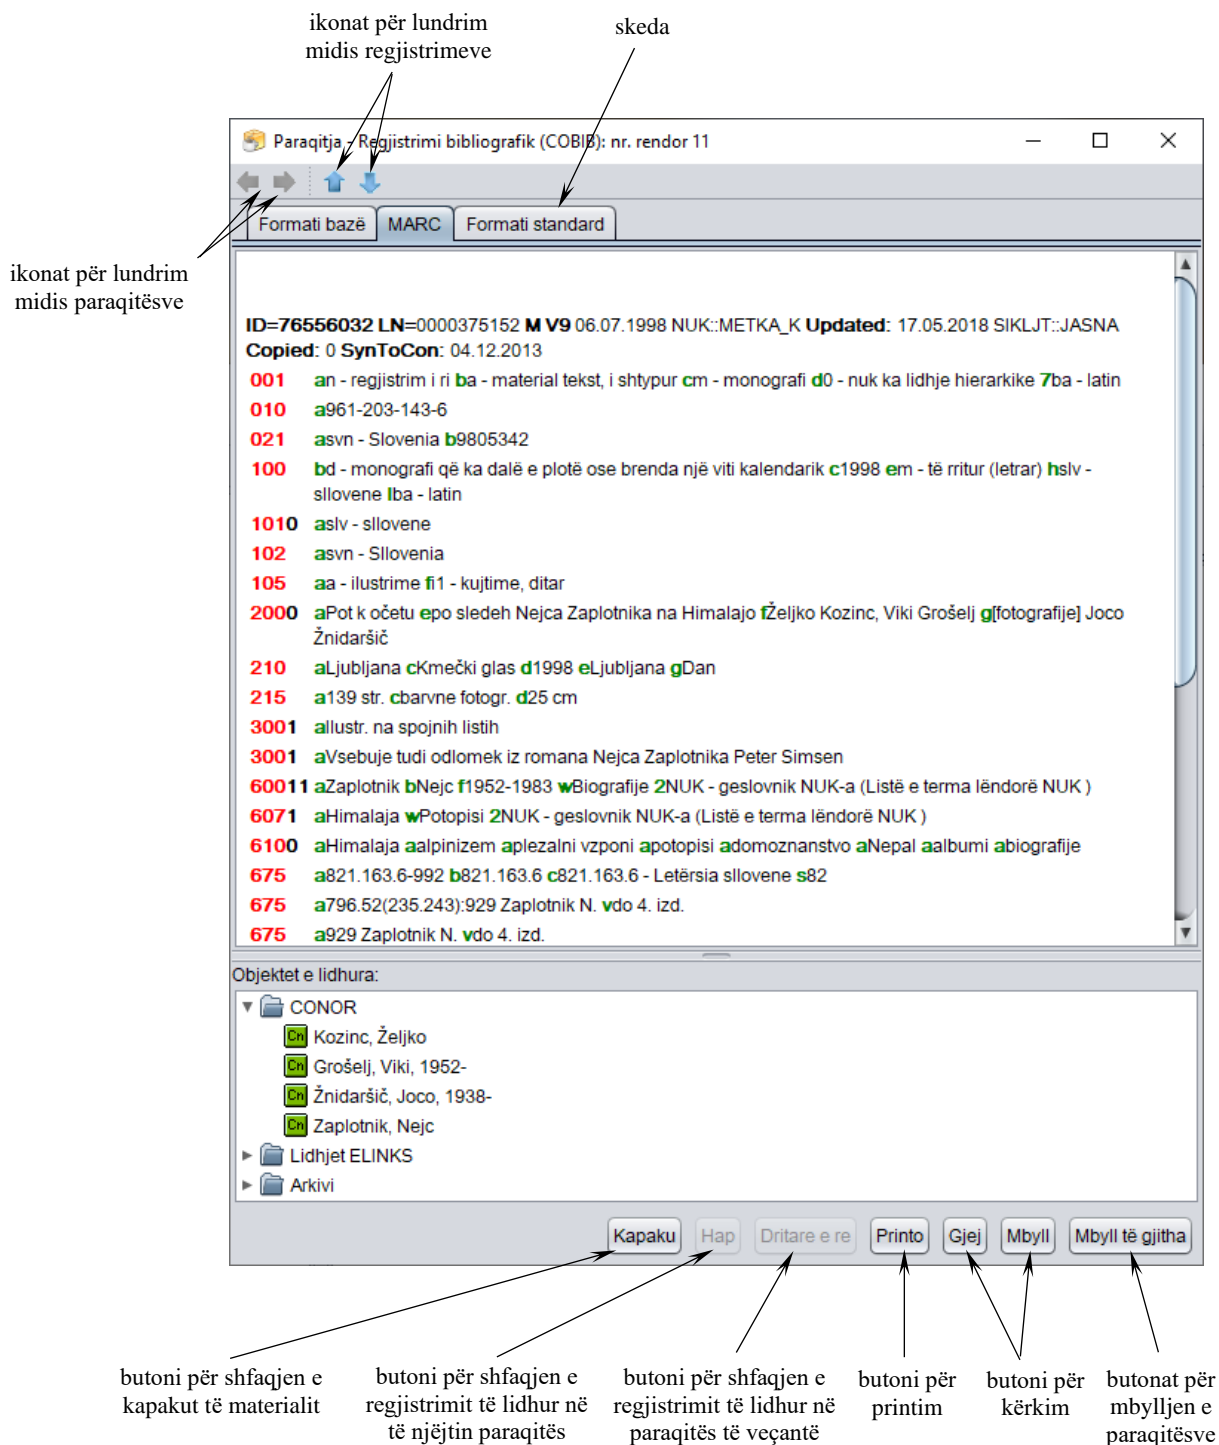 ikonat për lundrim
midis regjistrimeve
skeda
Paraqitja - Regjistrimi bibliografik (COBIB): nr. rendor 11
Formati bazë MARC Formati standard
ikonat për lundrim
midis paraqitësve
ID=76556032 LN=0000375152 M V9 06.07.1998 NUK::METKA_K Updated: 17.05.2018 SIKLJT::JASNA
Copied: 0 SynToCon: 04.12.2013
001 an - regjistrim i ri ba - material tekst, i shtypur cm - monografi d0 - nuk ka lidhje hierarkike 7ba - latin
010 a961-203-143-6
021 asvn - Slovenia b9805342
100 bd - monografi që ka dalë e plotë ose brenda një viti kalendarik c1998 em - të rritur (letrar) hslv -
sllovene lba - latin
1010 aslv - sllovene
102 asvn - Sllovenia
105 aa - ilustrime fi1 - kujtime, ditar
2000 aPot k očetu epo sledeh Nejca Zaplotnika na Himalajo fŽeljko Kozinc, Viki Grošelj g[fotografije] Joco
Žnidaršič
210 aLjubljana cKmečki glas d1998 eLjubljana gDan
215 a139 str. cbarvne fotogr. d25 cm
3001 aIlustr. na spojnih listih
3001 aVsebuje tudi odlomek iz romana Nejca Zaplotnika Peter Simsen
60011 aZaplotnik bNejc f1952-1983 wBiografije 2NUK - geslovnik NUK-a (Listë e terma lëndorë NUK )
6071 aHimalaja wPotopisi 2NUK - geslovnik NUK-a (Listë e terma lëndorë NUK )
6100 aHimalaja aalpinizem aplezalni vzponi apotopisi adomoznanstvo aNepal aalbumi abiografije
675 a821.163.6-992 b821.163.6 c821.163.6 - Letërsia sllovene s82
675 a796.52(235.243):929 Zaplotnik N. vdo 4. izd.
675 a929 Zaplotnik N. vdo 4. izd.
Objektet e lidhura:
CONOR
Cn Kozinc, Željko
Cn Grošelj, Viki, 1952-
Cn Žnidaršič, Joco, 1938-
Cn Zaplotnik, Nejc
Lidhjet ELINKS
Arkivi
Kapaku Hap Dritare e re Printo Gjej Mbyll Mbyll të gjitha
butoni për shfaqjen e
kapakut të materialit
butoni për shfaqjen e
regjistrimit të lidhur në
të njëjtin paraqitës
butoni për shfaqjen e
regjistrimit të lidhur në
paraqitës të veçantë
butoni për
printim
butoni për
kërkim
butonat për
mbylljen e
paraqitësve